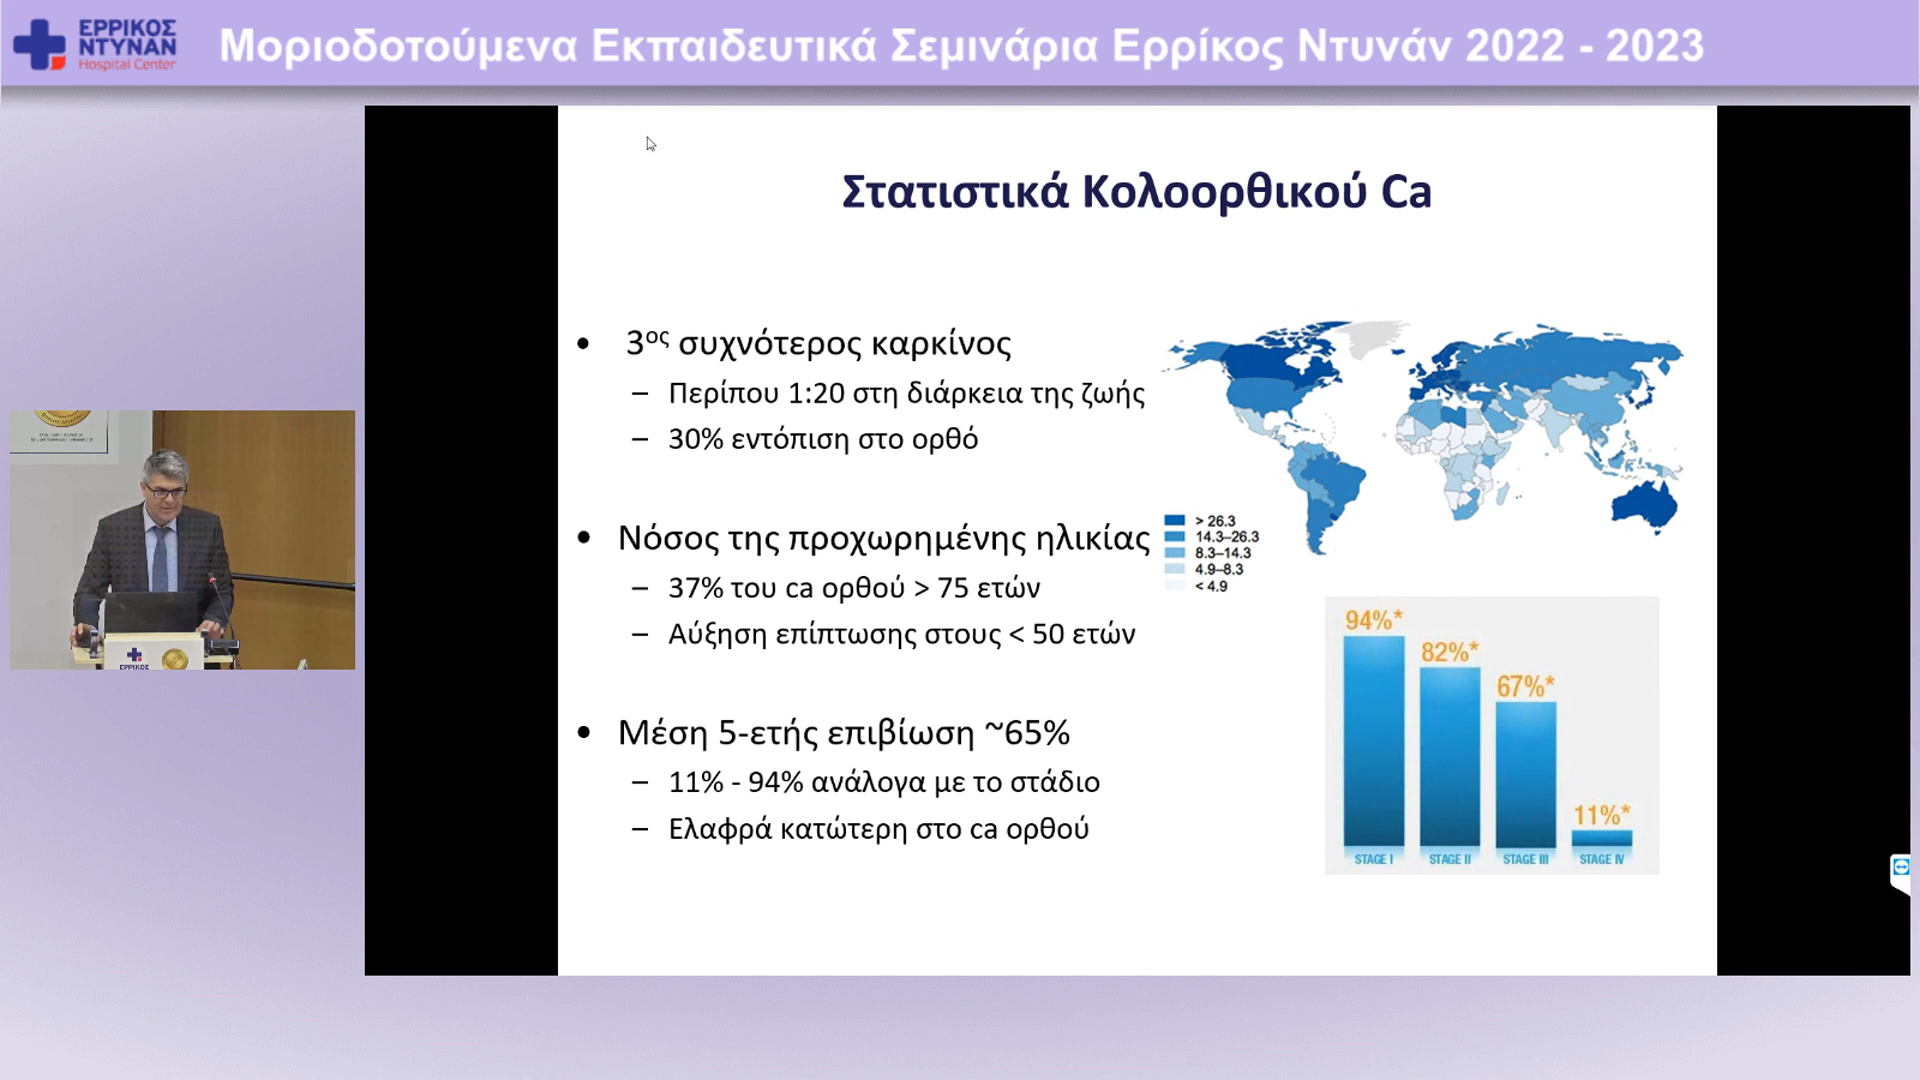 ΕΡΡΙΚΟΣ
ΝΤΥΝΑΝ
Hospital Center
Μοριοδοτούμενα Εκπαιδευτικά Σεμινάρια Ερρίκος Ντυνάν 2022 - 2023
Στατιστικά Κολοορθικού Ca
• 3ος συχνότερος καρκίνος
– Περίπου 1:20 στη διάρκεια της ζωής
– 30% εντόπιση στο ορθό
• Νόσος της προχωρημένης ηλικίας
– 37% του ca ορθού > 75 ετών
– Αύξηση επίπτωσης στους < 50 ετών
• Μέση 5-ετής επιβίωση ~65%
– 11% - 94% ανάλογα με το στάδιο
– Ελαφρά κατώτερη στο ca ορθού
> 26.3
14.3–26.3
8.3–14.3
4.9–8.3
< 4.9
94%*
82%*
67%*
11%*
STAGE I STAGE II STAGE III STAGE IV
ΕΡΡΙΚΟΣ